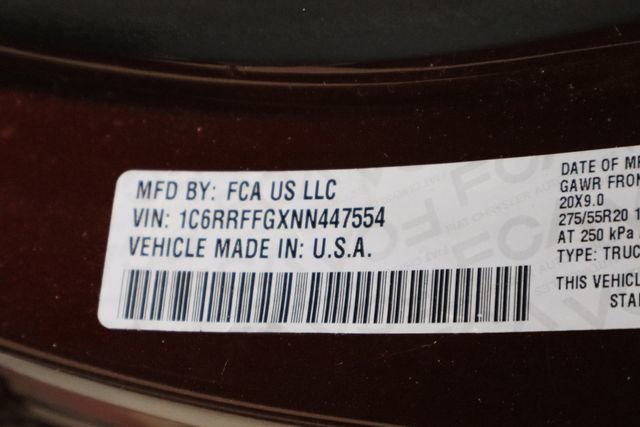 MFD BY: FCA US LLC
VIN: 1C6RRFFGXNN447554
VEHICLE MADE IN: U.S.A.
DATE OF
GAWR FRON
20X9.0
275/55R20 1
AT 250 kPa
TYPE: TRUC
THIS VEHICL
STA